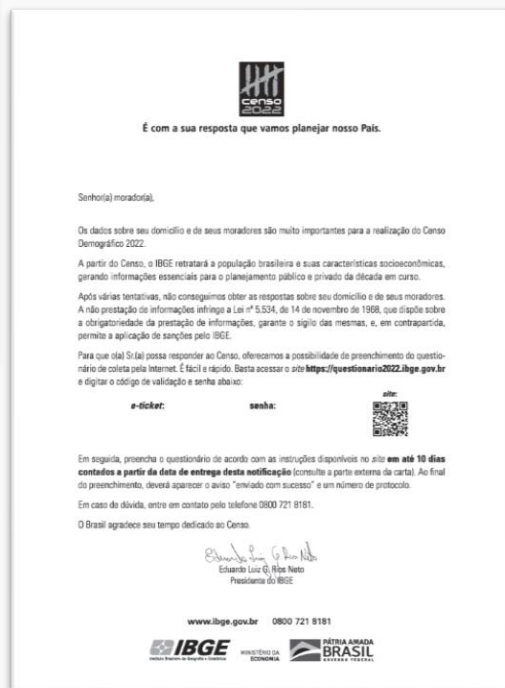 censo
2022
É com a sua resposta que vamos planejar nosso País.
Senhor(a) morador(a),
Os dados sobre seu domicílio e de seus moradores são muito importantes para a realização do Censo
Demográfico 2022.
A partir do Censo, o IBGE retratará a população brasileira e suas características socioeconômicas,
gerando informações essenciais para o planejamento público e privado da década em curso.
Após várias tentativas, não conseguimos obter as respostas sobre seu domicílio e de seus moradores.
A não prestação de informações infringe a Lei nº 5.534, de 14 de novembro de 1968, que dispõe sobre
a obrigatoriedade da prestação de informações, garante o sigilo das mesmas, e, em contrapartida,
permite a aplicação de sanções pelo IBGE.
Para que o(a) Sr.(a) possa responder ao Censo, oferecemos a possibilidade de preenchimento do questio-
nário de coleta pela Internet. É fácil e rápido. Basta acessar o site https://questionario2022.ibge.gov.br
e digitar o código de validação e senha abaixo:
e-ticket: senha: site:
Em seguida, preencha o questionário de acordo com as instruções disponíveis no site em até 10 dias
contados a partir da data de entrega desta notificação (consulte a parte externa da carta). Ao final
do preenchimento, deverá aparecer o aviso "enviado com sucesso" e um número de protocolo.
Em caso de dúvida, entre em contato pelo telefone 0800 721 8181.
O Brasil agradece seu tempo dedicado ao Censo.
Eduardo Luiz G. Rios Neto
Eduardo Luiz G. Rios Neto
Presidente do IBGE
www.ibge.gov.br 0800 721 8181
IBGE
Instituto Brasileiro de Geografia e Estatística
MINISTÉRIO DA
ECONOMIA
PÁTRIA AMADA
BRASIL
GOVERNO FEDERAL